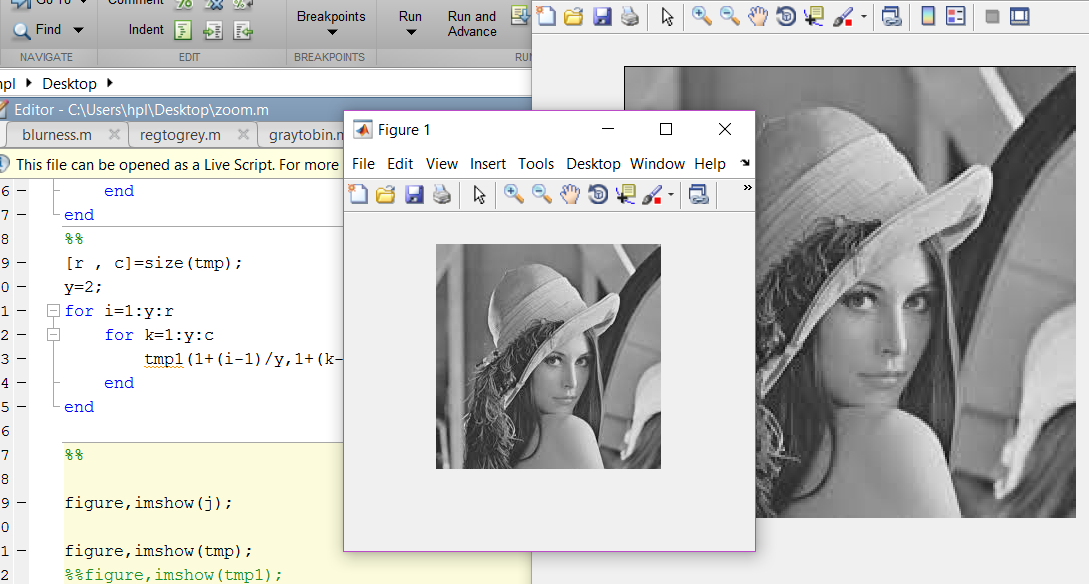 Go To Comment
Breakpoints Run Run and Advance
Find Indent
NAVIGATE EDIT BREAKPOINTS RUN
hpl Desktop
Editor - C:\Users\hpl\Desktop\zoom.m
blurness.m regtogrey.m graytobin.m
This file can be opened as a Live Script. For more
6 end
7 end
8 %%
9 [r , c]=size(tmp);
0 y=2;
1 for i=1:y:r
2 for k=1:y:c
3 tmp1(1+(i-1)/y,1+(k-
4 end
5 end
6
7 %%
8
9 figure,imshow(j);
0
1 figure,imshow(tmp);
2 %%figure,imshow(tmp1);
Figure 1
File Edit View Insert Tools Desktop Window Help